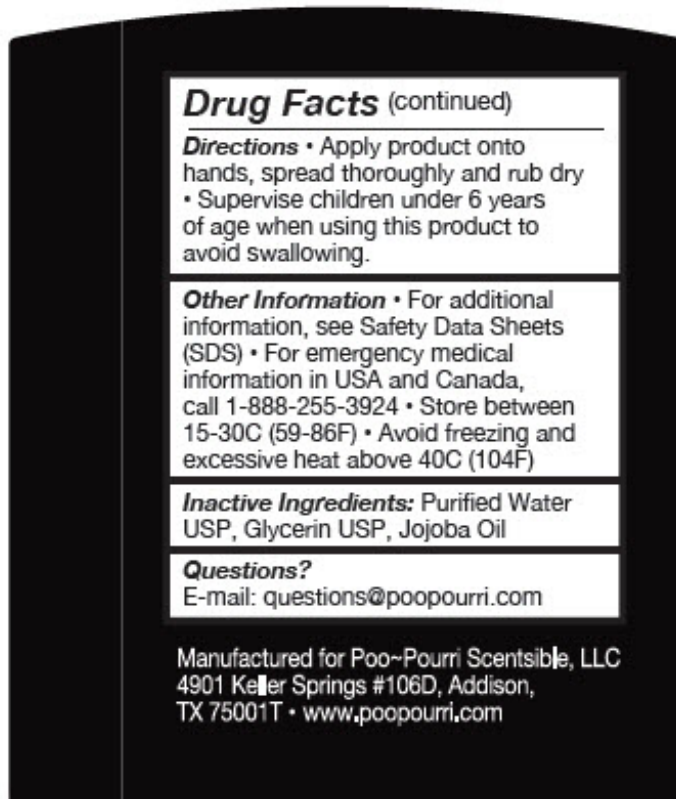 Drug Facts (continued)
Directions • Apply product onto
hands, spread thoroughly and rub dry
• Supervise children under 6 years
of age when using this product to
avoid swallowing.
Other Information • For additional
information, see Safety Data Sheets
(SDS) • For emergency medical
information in USA and Canada,
call 1-888-255-3924 • Store between
15-30C (59-86F) • Avoid freezing and
excessive heat above 40C (104F)
Inactive Ingredients: Purified Water
USP, Glycerin USP, Jojoba Oil
Questions?
E-mail: questions@poopourri.com
Manufactured for Poo~Pourri Scentsible, LLC
4901 Keller Springs #106D, Addison,
TX 75001T • www.poopourri.com